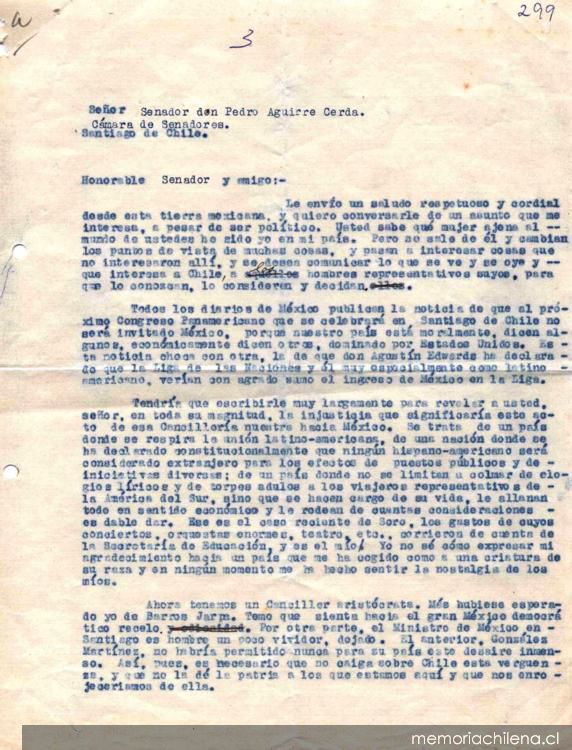 a
299
3
Señor Senador don Pedro Aguirre Cerda.
Cámara de Senadores.
Santiago de Chile.
Honorable Senador y amigo:-
Le envío un saludo respetuoso y cordial
desde esta tierra mexicana, y quiero conversarle de un asunto que me
interesa, a pesar de ser político. Usted sabe qué mujer ajena al --
mundo de ustedes he sido yo en mi país. Pero se sale de él y cambian
los puntos de vista de muchas cosas, y pasan a interesar cosas que
no interesaron allí, y se desea comunicar lo que se ve y se oye --
que interesa a Chile, a los hombres representativos suyos, para
que lo conozcan, lo consideren y decidan
Todos los diarios de México publican la noticia de que al pró-
ximo Congreso Panamericano que se celebrará en Santiago de Chile no
será invitado México, porque nuestro país está moralmente, dicen al-
gunos, económicamente dicen otros, dominado por Estados Unidos. Es-
ta noticia choca con otra, la de que don Agustín Edwards ha declara-
do que la Liga de las Naciones y él muy especialmente como latino -
americano, verían con agrado sumo el ingreso de México en la Liga.
Tendría que escribirle muy largamente para revelar a usted,
señor, en toda su magnitud, la injusticia que significaría este ac-
to de esa Cancillería nuestra hacia México. Se trata de un país
donde se respira la unión latino-americana, de una nación donde se
ha declarado constitucionalmente que ningún hispano-americano será
considerado extranjero para los efectos de puestos públicos y de -
iniciativas diversas; de un país donde no se limitan a colmar de elo-
gios líricos y de torpes adulos a los viajeros representativos de -
la América del Sur, sino que se hacen cargo de su vida, le allanan
todo en sentido económico y le rodean de cuantas consideraciones -
es dable dar. Ese es el caso reciente de Soro, los gastos de cuyos
conciertos, orquestas enormes, teatro, etc., corrieron de cuenta de
la Secretaría de Educación, y es el mío. Yo no sé cómo expresar mi
agradecimiento hacia un país que me ha cogido como a una criatura de
su raza y en ningún momento me ha hecho sentir la nostalgia de los
míos.
Ahora tenemos un Canciller aristócrata. Más hubiese espera-
do yo de Barros Jarpa. Temo que sienta hacia el gran México democrá
tico recelo Por otra parte, el Ministro de México en -
Santiago es hombre un poco vividor, dejado. El anterior, González
Martínez, no habría permitido nunca para su país este desaire inmen-
so. Así, pues, es necesario que no caiga sobre Chile esta verguen -
za, y que no la dé la patria a los que estamos aquí y que nos enro -
jeceríamos de ella.
memoriachilena.cl